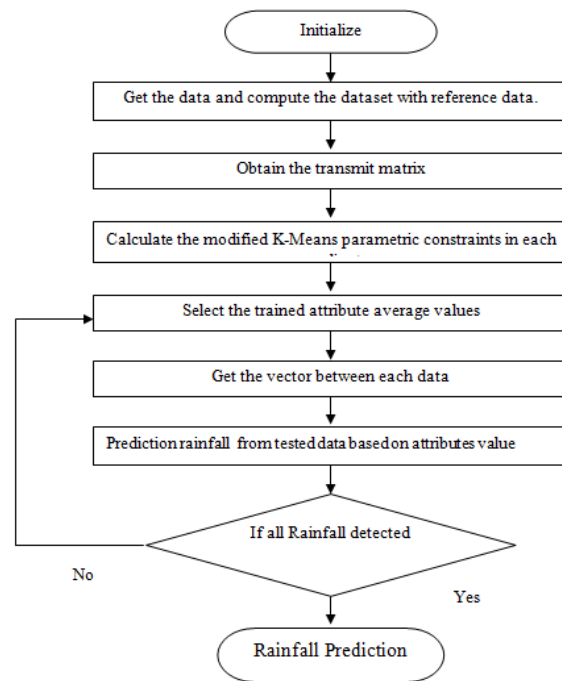 Initialize
Get the data and compute the dataset with reference data.
Obtain the transmit matrix
Calculate the modified K-Means parametric constraints in each
Select the trained attribute average values
Get the vector between each data
Prediction rainfall from tested data based on attributes value
If all Rainfall detected
No
Yes
Rainfall Prediction